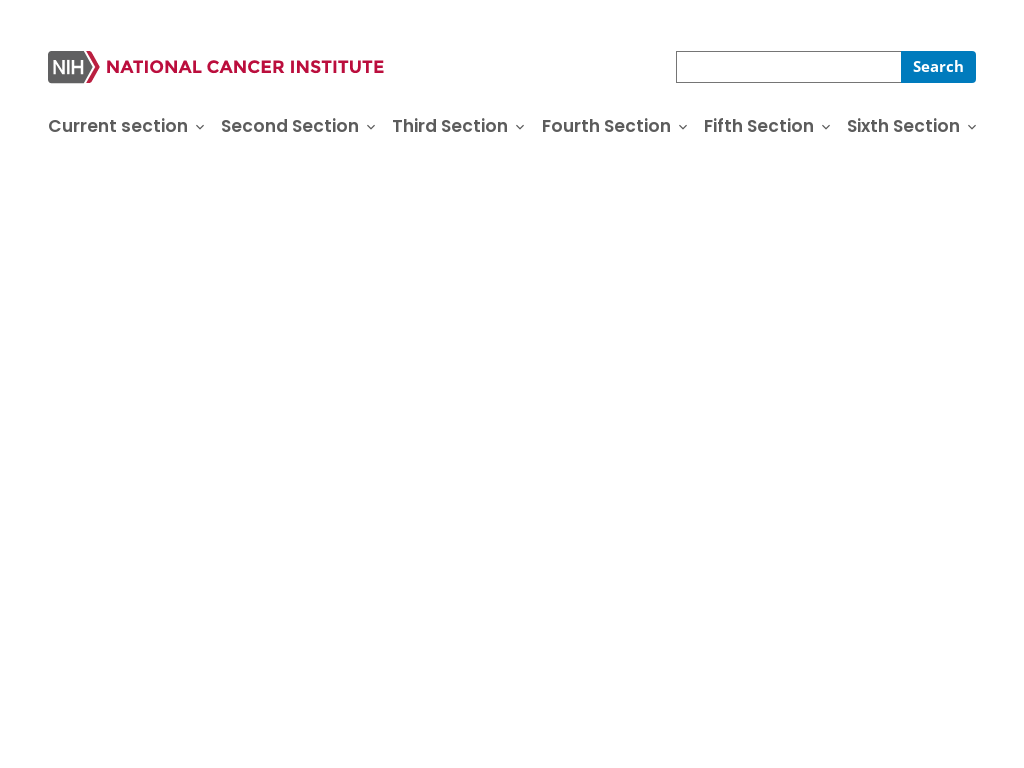 NIH NATIONAL CANCER INSTITUTE
Search
Current section Second Section Third Section Fourth Section Fifth Section Sixth Section